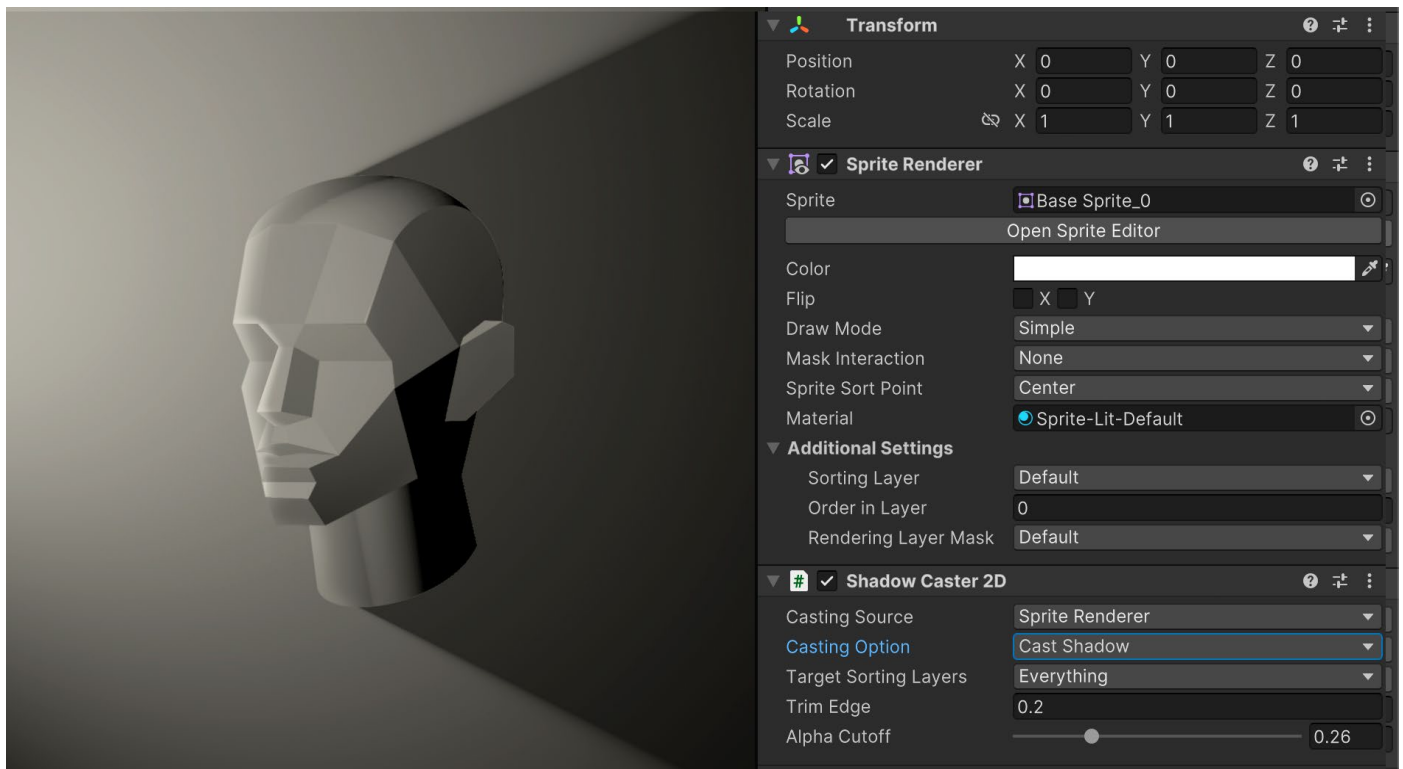 Transform
Position X 0 Y 0 Z 0
Rotation X 0 Y 0 Z 0
Scale X 1 Y 1 Z 1
Sprite Renderer
Sprite Base Sprite_0
Open Sprite Editor
Color
Flip X Y
Draw Mode Simple
Mask Interaction None
Sprite Sort Point Center
Material Sprite-Lit-Default
Additional Settings
Sorting Layer Default
Order in Layer 0
Rendering Layer Mask Default
# Shadow Caster 2D
Casting Source Sprite Renderer
Casting Option Cast Shadow
Target Sorting Layers Everything
Trim Edge 0.2
Alpha Cutoff 0.26